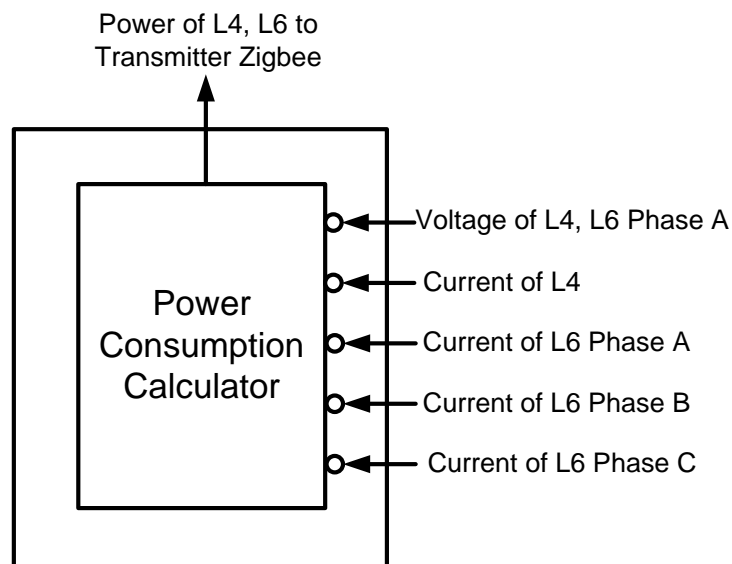 Power of L4, L6 to
Transmitter Zigbee
Voltage of L4, L6 Phase A
Current of L4
Power
Consumption
Calculator
Current of L6 Phase A
Current of L6 Phase B
Current of L6 Phase C